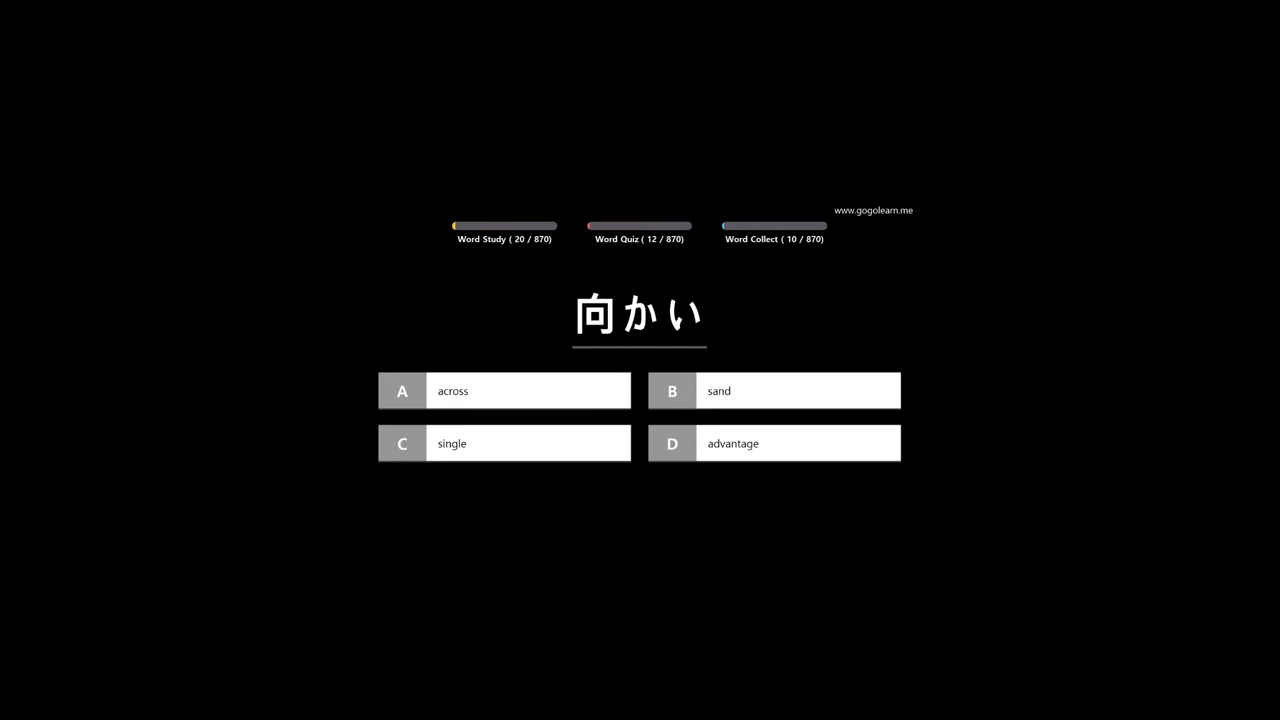 www.gogolearn.me
Word Study ( 20 / 870) Word Quiz ( 12 / 870) Word Collect ( 10 / 870)
向かい
A across B sand
C single D advantage